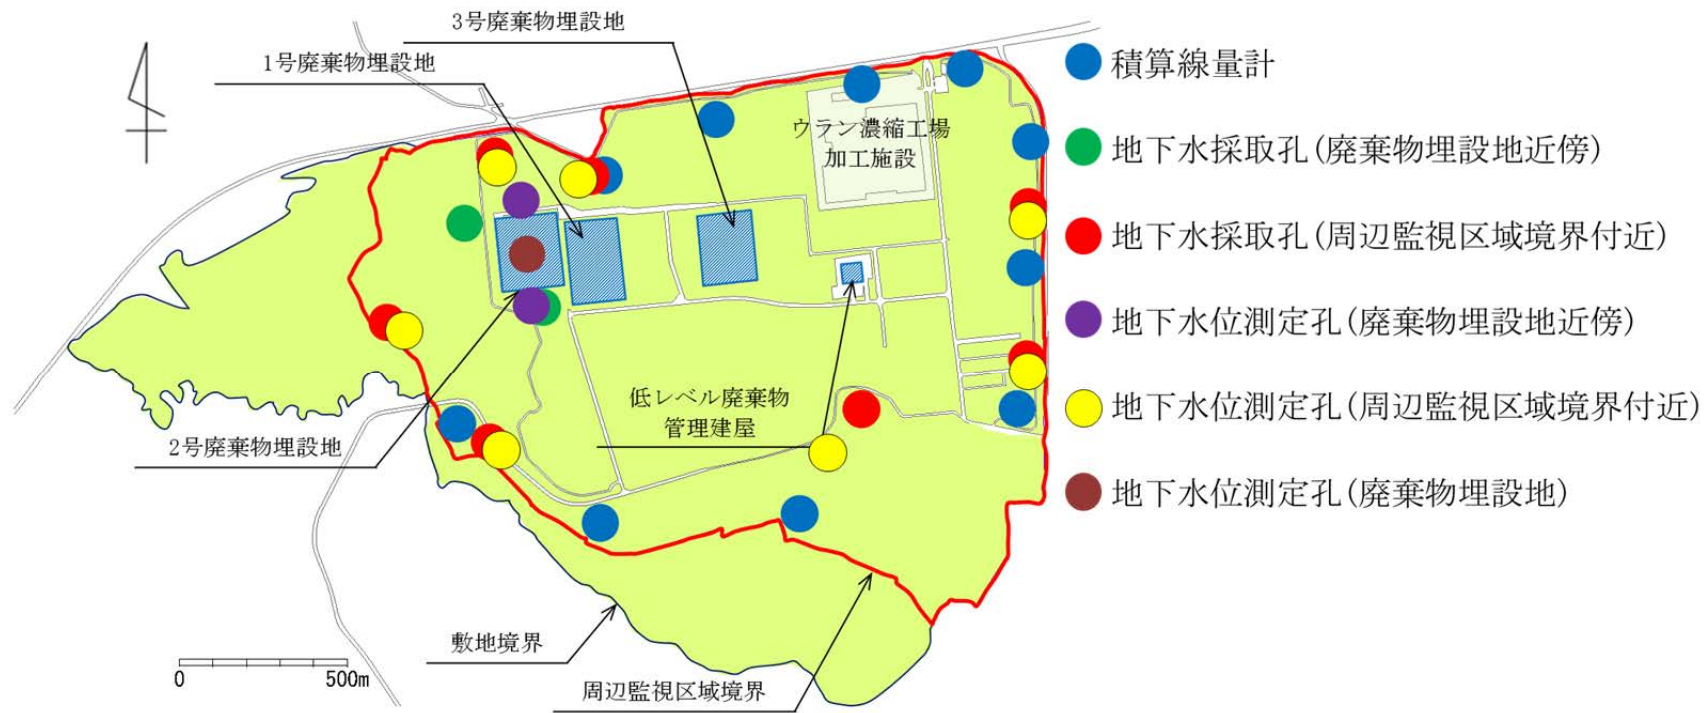 3号廃棄物埋設地
1号廃棄物埋設地
ウラン濃縮工場
加工施設
低レベル廃棄物
管理建屋
2号廃棄物埋設地
敷地境界
周辺監視区域境界
0 500m
積算線量計
地下水採取孔(廃棄物埋設地近傍)
地下水採取孔(周辺監視区域境界付近)
地下水位測定孔(廃棄物埋設地近傍)
地下水位測定孔(周辺監視区域境界付近)
地下水位測定孔(廃棄物埋設地)